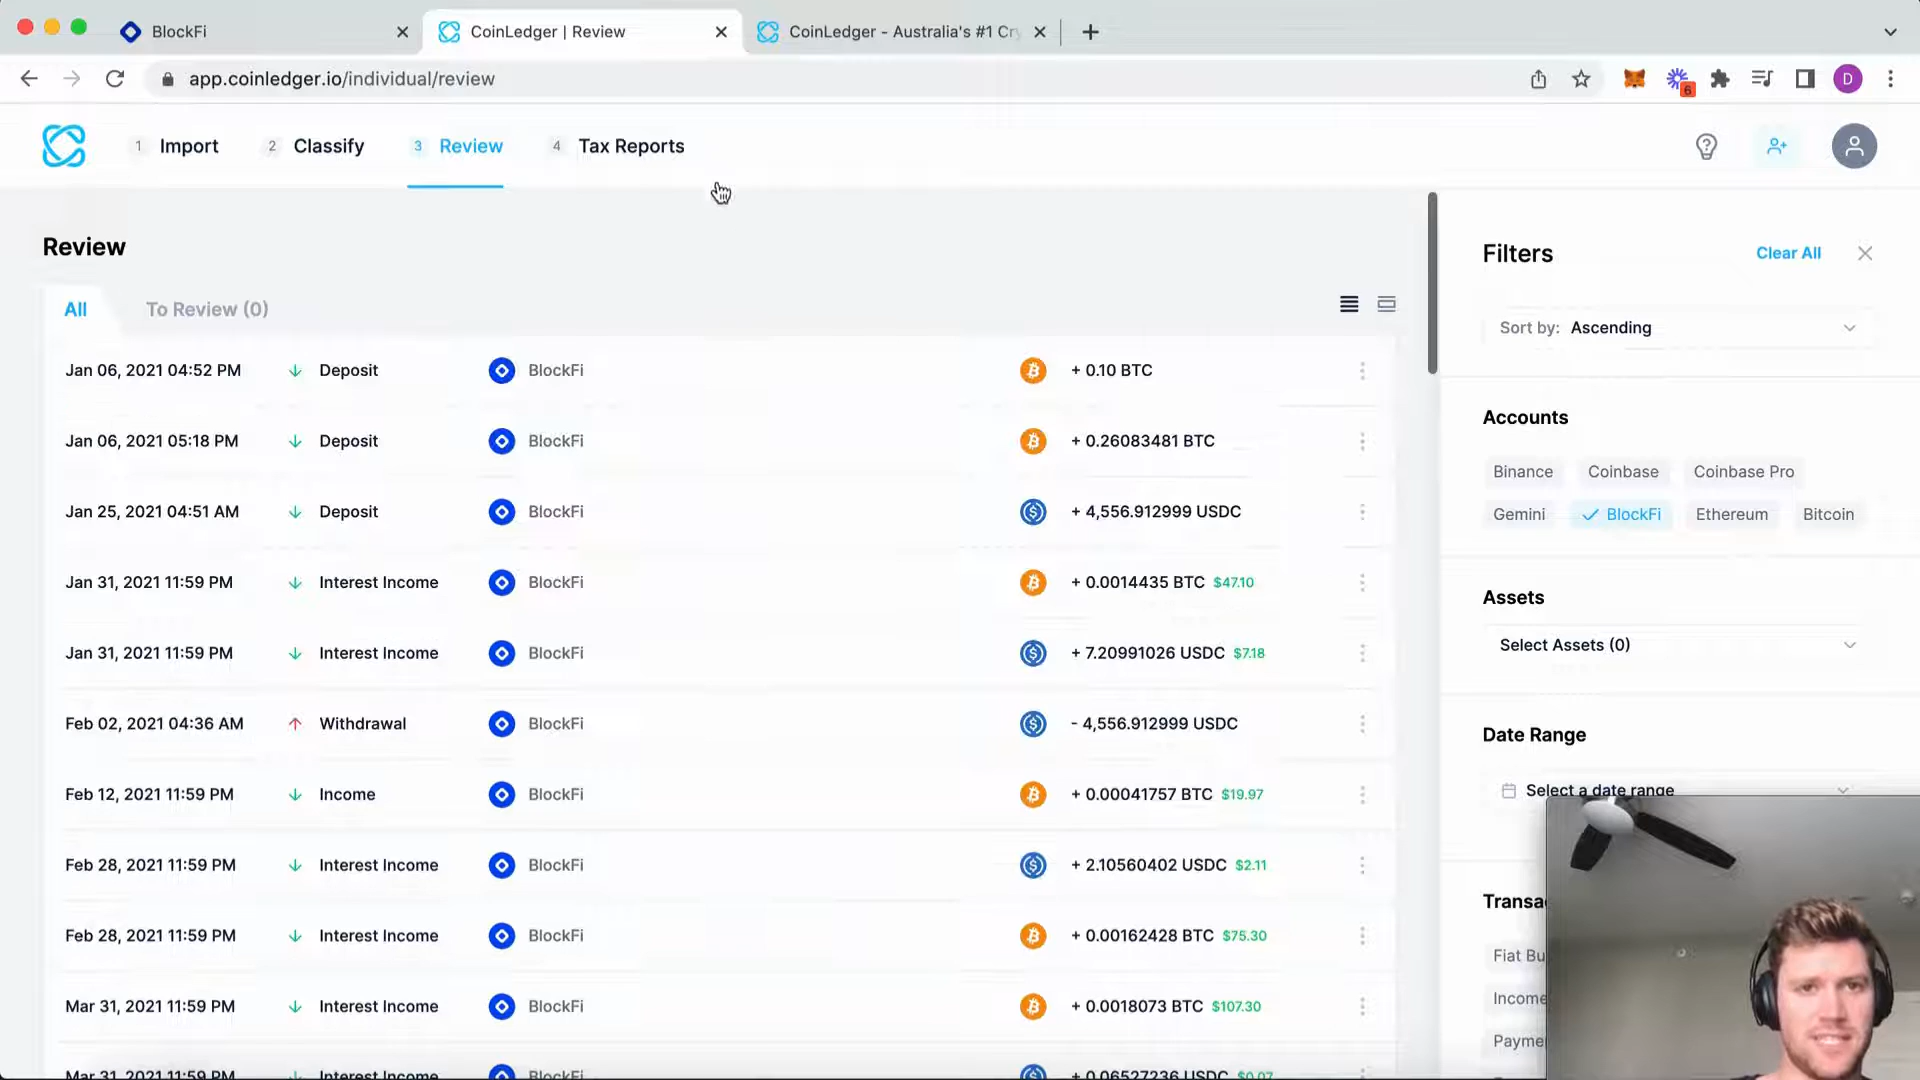 BlockFi
CoinLedger | Review
CoinLedger - Australia's #1 Cry
app.coinledger.io/individual/review
6
D
1 Import
2 Classify
3 Review
4 Tax Reports
Review
All
To Review (0)
Jan 06, 2021 04:52 PM Deposit BlockFi + 0.10 BTC
Jan 06, 2021 05:18 PM Deposit BlockFi + 0.26083481 BTC
Jan 25, 2021 04:51 AM Deposit BlockFi + 4,556.912999 USDC
Jan 31, 2021 11:59 PM Interest Income BlockFi + 0.0014435 BTC $47.10
Jan 31, 2021 11:59 PM Interest Income BlockFi + 7.20991026 USDC $7.18
Feb 02, 2021 04:36 AM Withdrawal BlockFi - 4,556.912999 USDC
Feb 12, 2021 11:59 PM Income BlockFi + 0.00041757 BTC $19.97
Feb 28, 2021 11:59 PM Interest Income BlockFi + 2.10560402 USDC $2.11
Feb 28, 2021 11:59 PM Interest Income BlockFi + 0.00162428 BTC $75.30
Mar 31, 2021 11:59 PM Interest Income BlockFi + 0.0018073 BTC $107.30
Mar 31, 2021 11:59 PM Interest Income BlockFi + 0.06527236 USDC $0.07
Filters
Clear All
Sort by: Ascending
Accounts
Binance Coinbase Coinbase Pro
Gemini BlockFi Ethereum Bitcoin
Assets
Select Assets (0)
Date Range
Select a date range
Transa
Fiat Bu
Income
Payme